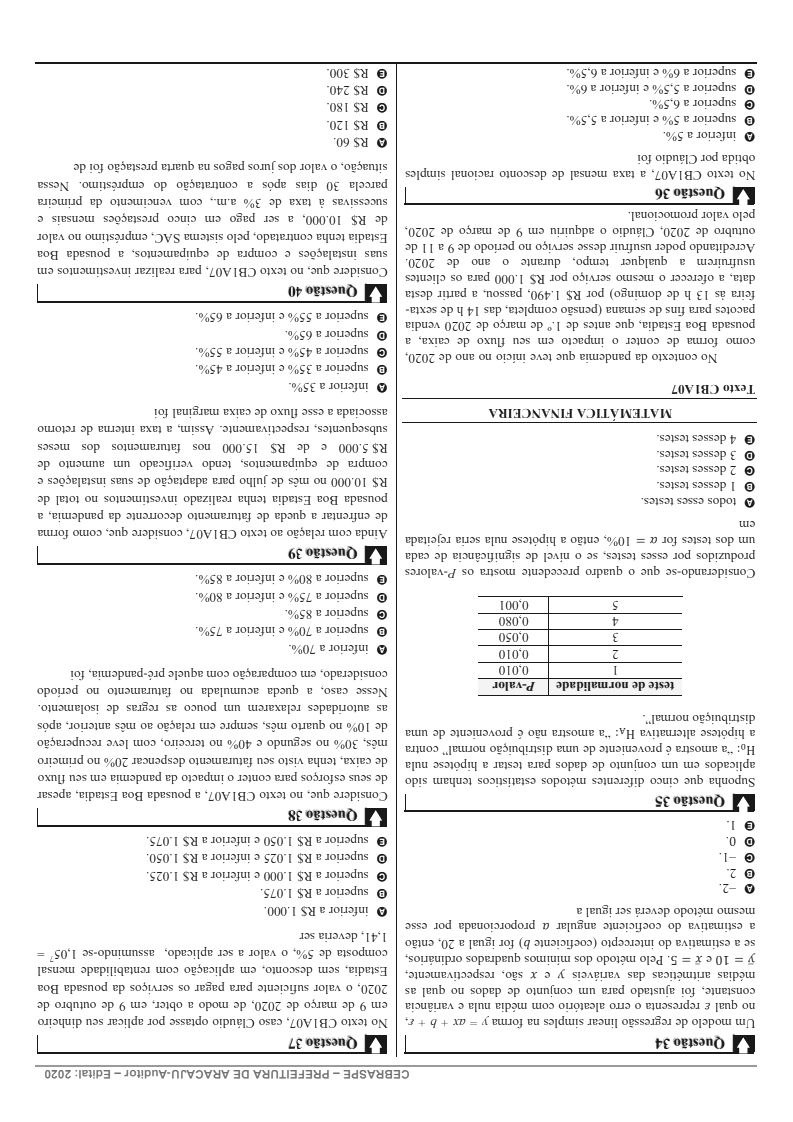 CEBRASPE – PREFEITURA DE ARACAJU-Auditor – Edital: 2020
Questão 34
Um modelo de regressão linear simples na forma y = ax + b + ε,
no qual ε representa o erro aleatório com média nula e variância
constante, foi ajustado para um conjunto de dados no qual as
médias aritméticas das variáveis y e x são, respectivamente,
ȳ = 10 e x̄ = 5. Pelo método dos mínimos quadrados ordinários,
se a estimativa do intercepto (coeficiente b) for igual a 20, então
a estimativa do coeficiente angular a proporcionada por esse
mesmo método deverá ser igual a
A –2.
B 2.
C –1.
D 0.
E 1.
Questão 35
Suponha que cinco diferentes métodos estatísticos tenham sido
aplicados em um conjunto de dados para testar a hipótese nula
H0: “a amostra é proveniente de uma distribuição normal” contra
a hipótese alternativa HA: “a amostra não é proveniente de uma
distribuição normal”.
teste de normalidade P-valor
1 0,010
2 0,010
3 0,050
4 0,080
5 0,001
Considerando-se que o quadro precedente mostra os P-valores
produzidos por esses testes, se o nível de significância de cada
um dos testes for α = 10%, então a hipótese nula seria rejeitada
em
A todos esses testes.
B 1 desses testes.
C 2 desses testes.
D 3 desses testes.
E 4 desses testes.
MATEMÁTICA FINANCEIRA
Texto CB1A07
No contexto da pandemia que teve início no ano de 2020,
como forma de conter o impacto em seu fluxo de caixa, a
pousada Boa Estadia, que antes de 1.º de março de 2020 vendia
pacotes para fins de semana (pensão completa, das 14 h de sexta-
feira às 13 h de domingo) por R$ 1.490, passou, a partir desta
data, a oferecer o mesmo serviço por R$ 1.000 para os clientes
usufruírem a qualquer tempo, durante o ano de 2020.
Acreditando poder usufruir desse serviço no período de 9 a 11 de
outubro de 2020, Cláudio o adquiriu em 9 de março de 2020,
pelo valor promocional.
Questão 36
No texto CB1A07, a taxa mensal de desconto racional simples
obtida por Cláudio foi
A inferior a 5%.
B superior a 5% e inferior a 5,5%.
C superior a 6,5%.
D superior a 5,5% e inferior a 6%.
E superior a 6% e inferior a 6,5%.
Questão 37
No texto CB1A07, caso Cláudio optasse por aplicar seu dinheiro
em 9 de março de 2020, de modo a obter, em 9 de outubro de
2020, o valor suficiente para pagar os serviços da pousada Boa
Estadia, sem desconto, em aplicação com rentabilidade mensal
composta de 5%, o valor a ser aplicado, assumindo-se 1,05⁷ =
1,41, deveria ser
A inferior a R$ 1.000.
B superior a R$ 1.075.
C superior a R$ 1.000 e inferior a R$ 1.025.
D superior a R$ 1.025 e inferior a R$ 1.050.
E superior a R$ 1.050 e inferior a R$ 1.075.
Questão 38
Considere que, no texto CB1A07, a pousada Boa Estadia, apesar
de seus esforços para conter o impacto da pandemia em seu fluxo
de caixa, tenha visto seu faturamento despencar 20% no primeiro
mês, 30% no segundo e 40% no terceiro, com leve recuperação
de 10% no quarto mês, sempre em relação ao mês anterior, após
as autoridades relaxarem um pouco as regras de isolamento.
Nesse caso, a queda acumulada no faturamento no período
considerado, em comparação com aquele pré-pandemia, foi
A inferior a 70%.
B superior a 70% e inferior a 75%.
C superior a 85%.
D superior a 75% e inferior a 80%.
E superior a 80% e inferior a 85%.
Questão 39
Ainda com relação ao texto CB1A07, considere que, como forma
de enfrentar a queda de faturamento decorrente da pandemia, a
pousada Boa Estadia tenha realizado investimentos no total de
R$ 10.000 no mês de julho para adaptação de suas instalações e
compra de equipamentos, tendo verificado um aumento de
R$ 5.000 e de R$ 15.000 nos faturamentos dos meses
subsequentes, respectivamente. Assim, a taxa interna de retorno
associada a esse fluxo de caixa marginal foi
A inferior a 35%.
B superior a 35% e inferior a 45%.
C superior a 45% e inferior a 55%.
D superior a 65%.
E superior a 55% e inferior a 65%.
Questão 40
Considere que, no texto CB1A07, para realizar investimentos em
suas instalações e compra de equipamentos, a pousada Boa
Estadia tenha contratado, pelo sistema SAC, empréstimo no valor
de R$ 10.000, a ser pago em cinco prestações mensais e
sucessivas à taxa de 3% a.m., com vencimento da primeira
parcela 30 dias após a contratação do empréstimo. Nessa
situação, o valor dos juros pagos na quarta prestação foi de
A R$ 60.
B R$ 120.
C R$ 180.
D R$ 240.
E R$ 300.